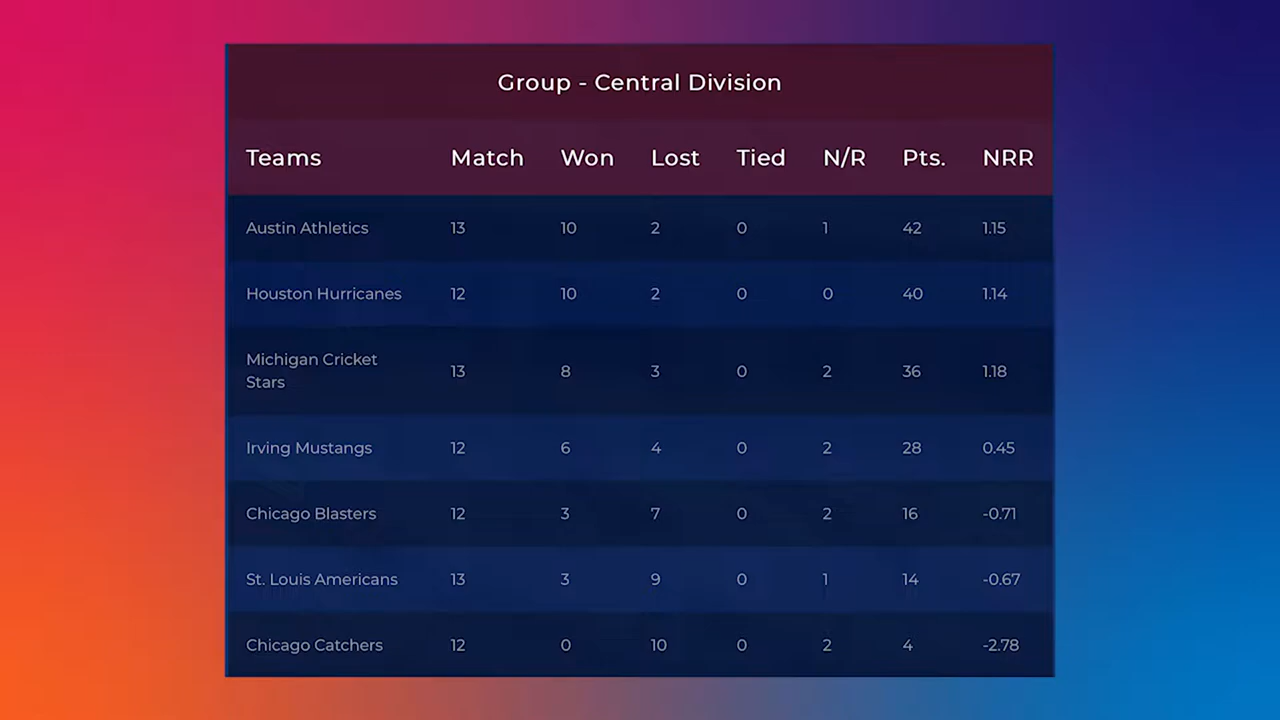 Group - Central Division
Teams Match Won Lost Tied N/R Pts. NRR
Austin Athletics 13 10 2 0 1 42 1.15
Houston Hurricanes 12 10 2 0 0 40 1.14
Michigan Cricket
Stars 13 8 3 0 2 36 1.18
Irving Mustangs 12 6 4 0 2 28 0.45
Chicago Blasters 12 3 7 0 2 16 -0.71
St. Louis Americans 13 3 9 0 1 14 -0.67
Chicago Catchers 12 0 10 0 2 4 -2.78